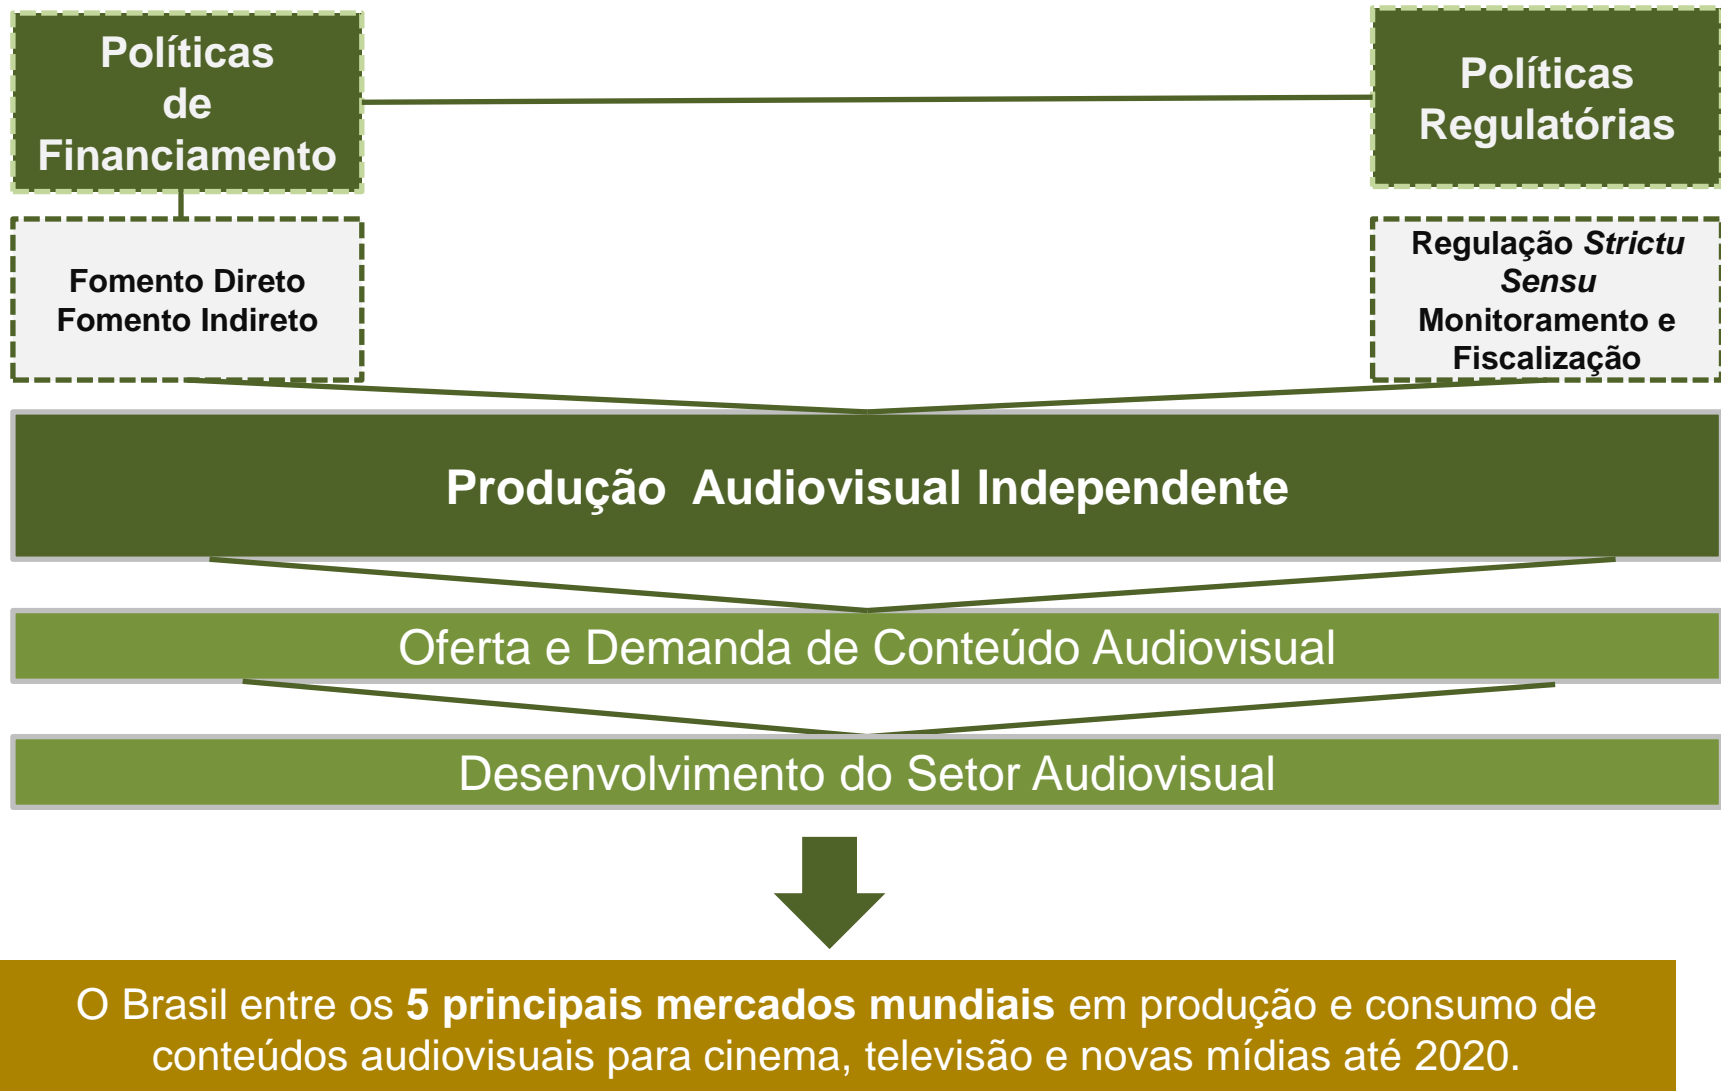 Políticas
de
Financiamento
Políticas
Regulatórias
Fomento Direto
Fomento Indireto
Regulação Strictu
Sensu
Monitoramento e
Fiscalização
Produção  Audiovisual Independente
Oferta e Demanda de Conteúdo Audiovisual
Desenvolvimento do Setor Audiovisual
O Brasil entre os 5 principais mercados mundiais em produção e consumo de
conteúdos audiovisuais para cinema, televisão e novas mídias até 2020.